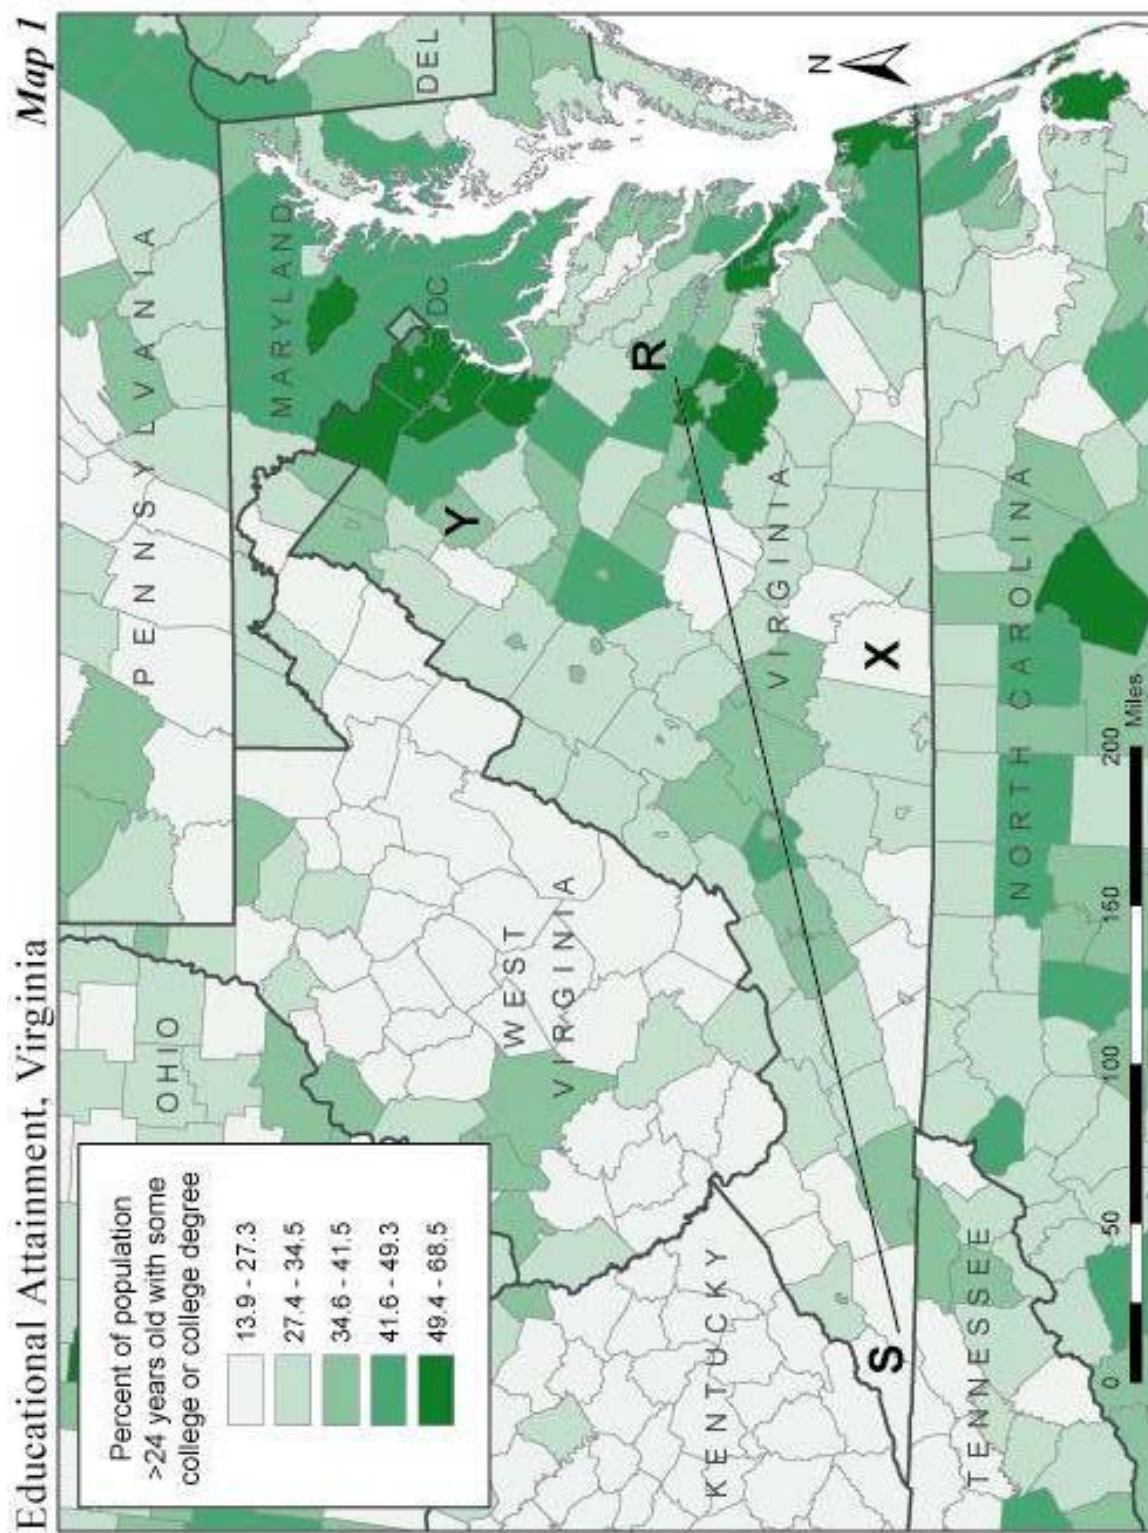 Educational Attainment, Virginia
Map 1
Percent of population
>24 years old with some
college or college degree
13.9 - 27.3
27.4 - 34.5
34.6 - 41.5
41.6 - 49.3
49.4 - 68.5
OHIO
PENNSYLVANIA
MARYLAND
DEL
DC
WEST
VIRGINIA
KENTUCKY
VIRGINIA
TENNESSEE
NORTH CAROLINA
N
R
S
X
Y
0
50
100
150
200
Miles